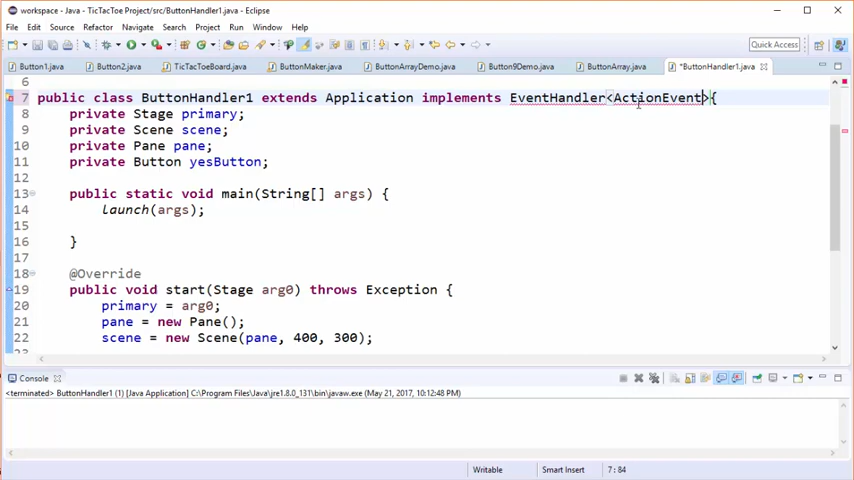 workspace - Java - TicTacToe Project/src/ButtonHandler1.java - Eclipse
File Edit Source Refactor Navigate Search Project Run Window Help
Quick Access
Button1.java Button2.java TicTacToeBoard.java ButtonMaker.java ButtonArrayDemo.java Button9Demo.java ButtonArray.java *ButtonHandler1.java
6
7 public class ButtonHandler1 extends Application implements EventHandler<ActionEvent>{
8 private Stage primary;
9 private Scene scene;
10 private Pane pane;
11 private Button yesButton;
12
13 public static void main(String[] args) {
14 launch(args);
15
16 }
17
18 @Override
19 public void start(Stage arg0) throws Exception {
20 primary = arg0;
21 pane = new Pane();
22 scene = new Scene(pane, 400, 300);
Console
<terminated> ButtonHandler1 (1) [Java Application] C:\Program Files\Java\jre1.8.0_131\bin\javaw.exe (May 21, 2017, 10:12:48 PM)
Writable Smart Insert 7 : 84